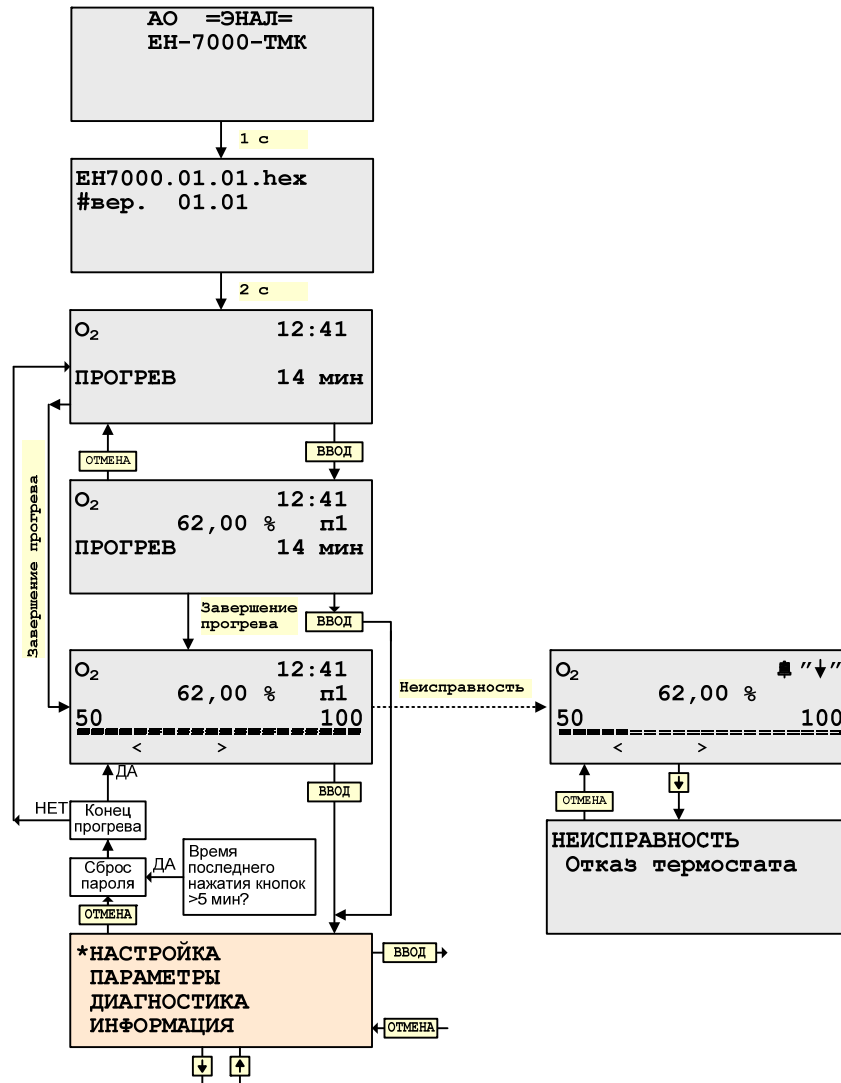 АО =ЭНАЛ=
ЕН-7000-ТМК
1 с
ЕН7000.01.01.hex
#вер. 01.01
2 с
O₂ 12:41
ПРОГРЕВ 14 мин
ОТМЕНА
ВВОД
Завершение прогрева
O₂ 12:41
62,00 % п1
ПРОГРЕВ 14 мин
Завершение
прогрева
ВВОД
O₂ 12:41
62,00 % п1
50 100
< >
Неисправность
O₂ "↓"
62,00 %
50 100
< >
ДА
ВВОД
НЕТ
Конец
прогрева
ОТМЕНА
↓
НЕИСПРАВНОСТЬ
Отказ термостата
Сброс
пароля
ДА
Время
последнего
нажатия кнопок
>5 мин?
ОТМЕНА
*НАСТРОЙКА
ПАРАМЕТРЫ
ДИАГНОСТИКА
ИНФОРМАЦИЯ
ВВОД
ОТМЕНА
↓ ↑